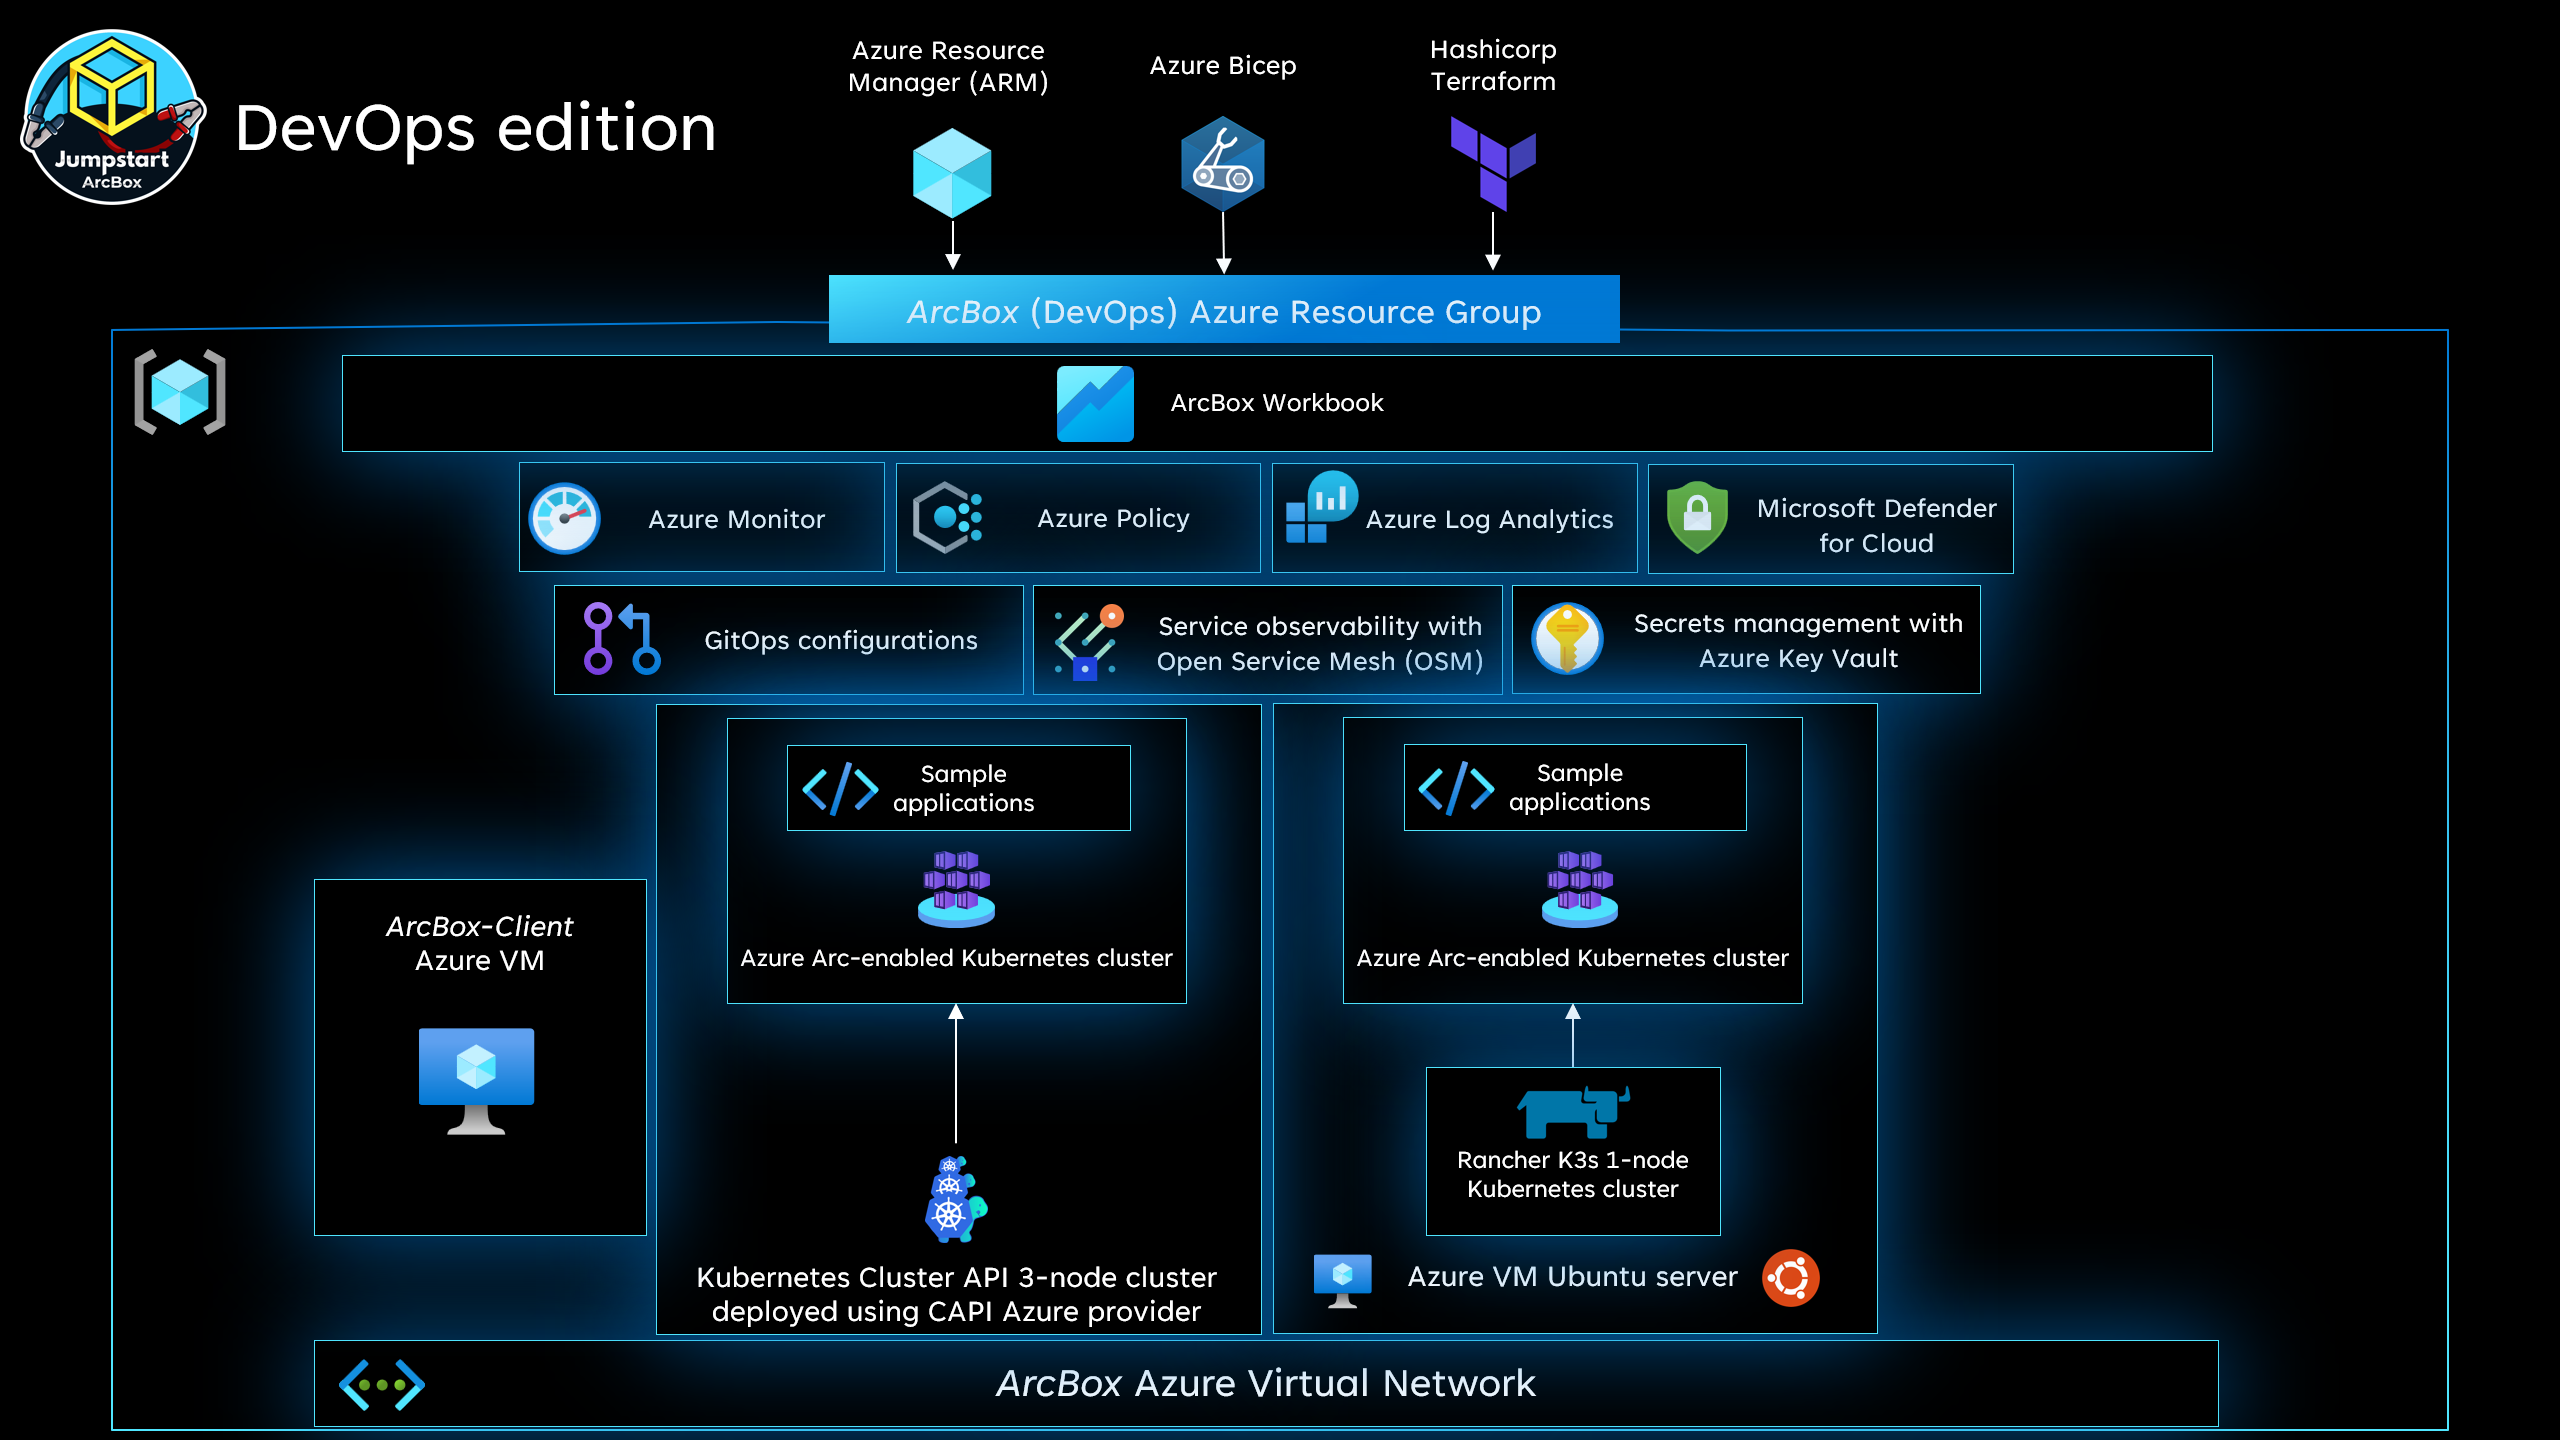 Jumpstart
ArcBox
DevOps edition
Azure Resource
Manager (ARM)
Azure Bicep
Hashicorp
Terraform
ArcBox (DevOps) Azure Resource Group
ArcBox Workbook
Azure Monitor
Azure Policy
Azure Log Analytics
Microsoft Defender
for Cloud
GitOps configurations
Service observability with
Open Service Mesh (OSM)
Secrets management with
Azure Key Vault
Sample
applications
Azure Arc-enabled Kubernetes cluster
Sample
applications
Azure Arc-enabled Kubernetes cluster
ArcBox-Client
Azure VM
Kubernetes Cluster API 3-node cluster
deployed using CAPI Azure provider
Rancher K3s 1-node
Kubernetes cluster
Azure VM Ubuntu server
ArcBox Azure Virtual Network